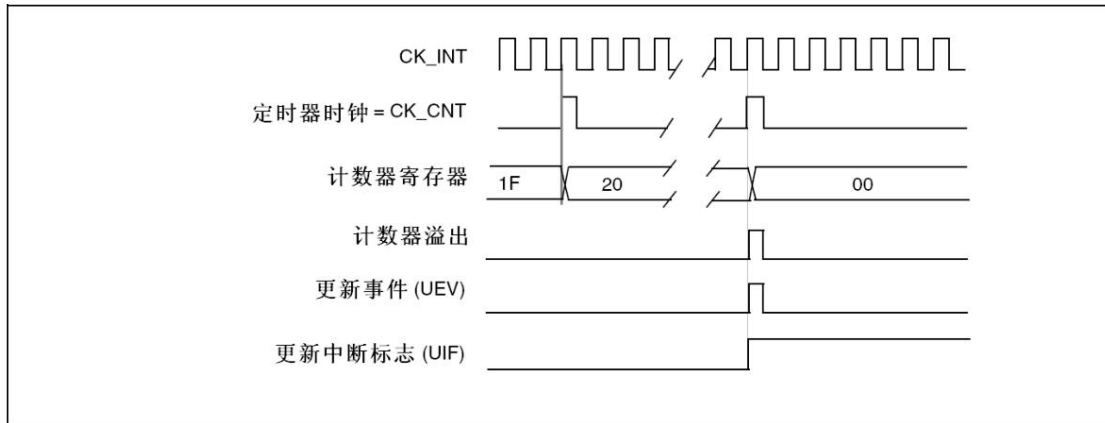 CK_INT
定时器时钟 = CK_CNT
计数器寄存器 1F 20 00
计数器溢出
更新事件 (UEV)
更新中断标志 (UIF)